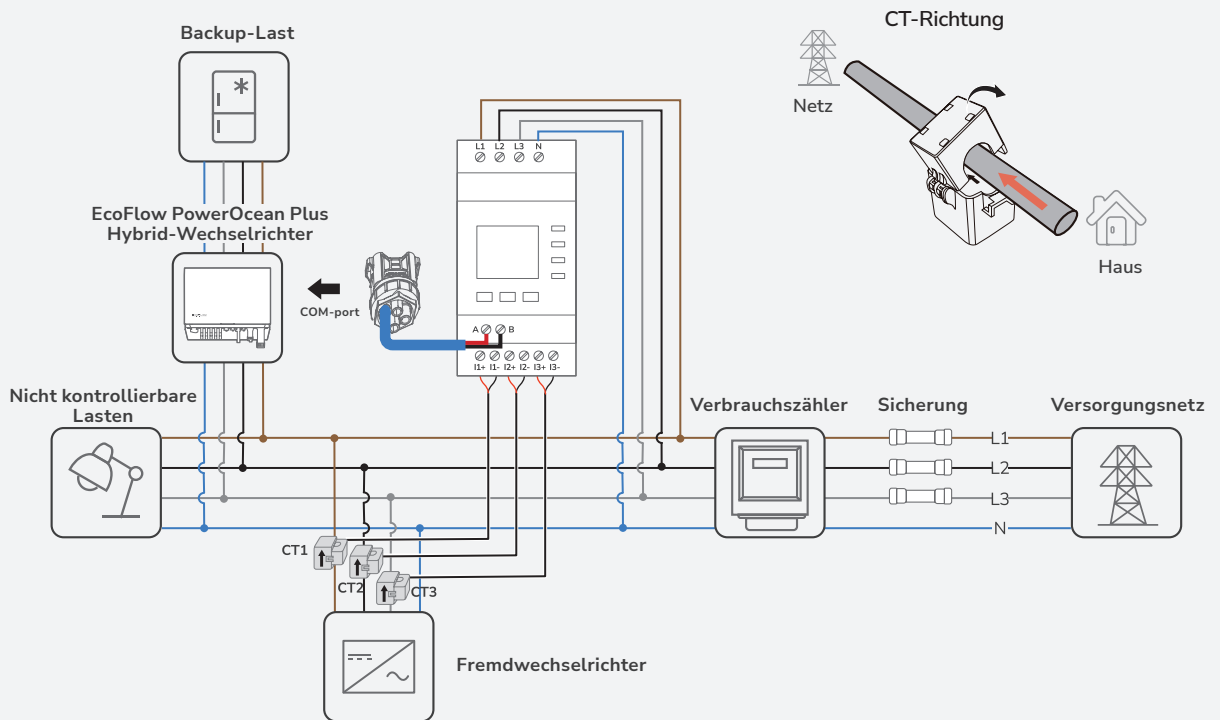 CT-Richtung
Netz
Haus
Backup-Last
EcoFlow PowerOcean Plus
Hybrid-Wechselrichter
COM-port
L1 L2 L3 N
A B
I1+ I1- I2+ I2- I3+ I3-
Nicht kontrollierbare
Lasten
Verbrauchszähler
Sicherung
Versorgungsnetz
L1
L2
L3
N
CT1
CT2
CT3
Fremdwechselrichter